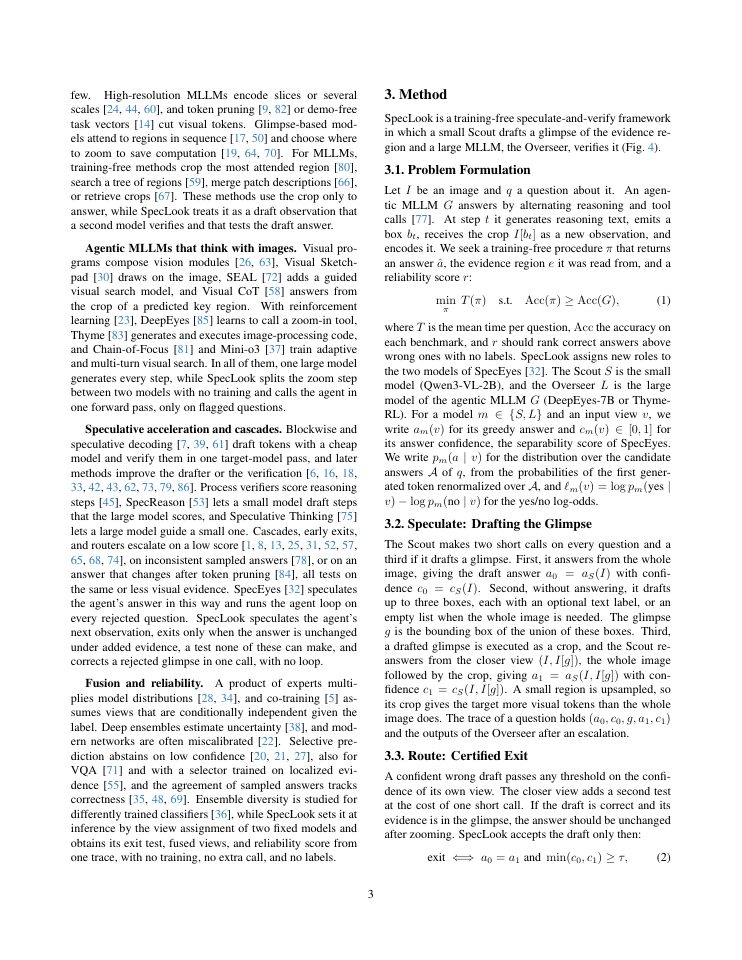 few. High-resolution MLLMs encode slices or several
scales [24, 44, 60], and token pruning [9, 82] or demo-free
task vectors [14] cut visual tokens. Glimpse-based mod-
els attend to regions in sequence [17, 50] and choose where
to zoom to save computation [19, 64, 70]. For MLLMs,
training-free methods crop the most attended region [80],
search a tree of regions [59], merge patch descriptions [66],
or retrieve crops [67]. These methods use the crop only to
answer, while SpecLook treats it as a draft observation that
a second model verifies and that tests the draft answer.
Agentic MLLMs that think with images. Visual pro-
grams compose vision modules [26, 63], Visual Sketch-
pad [30] draws on the image, SEAL [72] adds a guided
visual search model, and Visual CoT [58] answers from
the crop of a predicted key region. With reinforcement
learning [23], DeepEyes [85] learns to call a zoom-in tool,
Thyme [83] generates and executes image-processing code,
and Chain-of-Focus [81] and Mini-o3 [37] train adaptive
and multi-turn visual search. In all of them, one large model
generates every step, while SpecLook splits the zoom step
between two models with no training and calls the agent in
one forward pass, only on flagged questions.
Speculative acceleration and cascades. Blockwise and
speculative decoding [7, 39, 61] draft tokens with a cheap
model and verify them in one target-model pass, and later
methods improve the drafter or the verification [6, 16, 18,
33, 42, 43, 62, 73, 79, 86]. Process verifiers score reasoning
steps [45], SpecReason [53] lets a small model draft steps
that the large model scores, and Speculative Thinking [75]
lets a large model guide a small one. Cascades, early exits,
and routers escalate on a low score [1, 8, 13, 25, 31, 52, 57,
65, 68, 74], on inconsistent sampled answers [78], or on an
answer that changes after token pruning [84], all tests on
the same or less visual evidence. SpecEyes [32] speculates
the agent's answer in this way and runs the agent loop on
every rejected question. SpecLook speculates the agent's
next observation, exits only when the answer is unchanged
under added evidence, a test none of these can make, and
corrects a rejected glimpse in one call, with no loop.
Fusion and reliability. A product of experts multi-
plies model distributions [28, 34], and co-training [5] as-
sumes views that are conditionally independent given the
label. Deep ensembles estimate uncertainty [38], and mod-
ern networks are often miscalibrated [22]. Selective pre-
diction abstains on low confidence [20, 21, 27], also for
VQA [71] and with a selector trained on localized evi-
dence [55], and the agreement of sampled answers tracks
correctness [35, 48, 69]. Ensemble diversity is studied for
differently trained classifiers [36], while SpecLook sets it at
inference by the view assignment of two fixed models and
obtains its exit test, fused views, and reliability score from
one trace, with no training, no extra call, and no labels.
3. Method
SpecLook is a training-free speculate-and-verify framework
in which a small Scout drafts a glimpse of the evidence re-
gion and a large MLLM, the Overseer, verifies it (Fig. 4).
3.1. Problem Formulation
Let I be an image and q a question about it. An agen-
tic MLLM G answers by alternating reasoning and tool
calls [77]. At step t it generates reasoning text, emits a
box b_t, receives the crop I[b_t] as a new observation, and
encodes it. We seek a training-free procedure π that returns
an answer â, the evidence region e it was read from, and a
reliability score r:
min_π T(π) s.t. Acc(π) ≥ Acc(G), (1)
where T is the mean time per question, Acc the accuracy on
each benchmark, and r should rank correct answers above
wrong ones with no labels. SpecLook assigns new roles to
the two models of SpecEyes [32]. The Scout S is the small
model (Qwen3-VL-2B), and the Overseer L is the large
model of the agentic MLLM G (DeepEyes-7B or Thyme-
RL). For a model m ∈ {S, L} and an input view v, we
write a_m(v) for its greedy answer and c_m(v) ∈ [0, 1] for
its answer confidence, the separability score of SpecEyes.
We write p_m(a | v) for the distribution over the candidate
answers 𝒜 of q, from the probabilities of the first gener-
ated token renormalized over 𝒜, and ℓ_m(v) = log p_m(yes |
v) − log p_m(no | v) for the yes/no log-odds.
3.2. Speculate: Drafting the Glimpse
The Scout makes two short calls on every question and a
third if it drafts a glimpse. First, it answers from the whole
image, giving the draft answer a_0 = a_S(I) with confi-
dence c_0 = c_S(I). Second, without answering, it drafts
up to three boxes, each with an optional text label, or an
empty list when the whole image is needed. The glimpse
g is the bounding box of the union of these boxes. Third,
a drafted glimpse is executed as a crop, and the Scout re-
answers from the closer view (I, I[g]), the whole image
followed by the crop, giving a_1 = a_S(I, I[g]) with con-
fidence c_1 = c_S(I, I[g]). A small region is upsampled, so
its crop gives the target more visual tokens than the whole
image does. The trace of a question holds (a_0, c_0, g, a_1, c_1)
and the outputs of the Overseer after an escalation.
3.3. Route: Certified Exit
A confident wrong draft passes any threshold on the confi-
dence of its own view. The closer view adds a second test
at the cost of one short call. If the draft is correct and its
evidence is in the glimpse, the answer should be unchanged
after zooming. SpecLook accepts the draft only then:
exit ⟺ a_0 = a_1 and min(c_0, c_1) ≥ τ, (2)
3